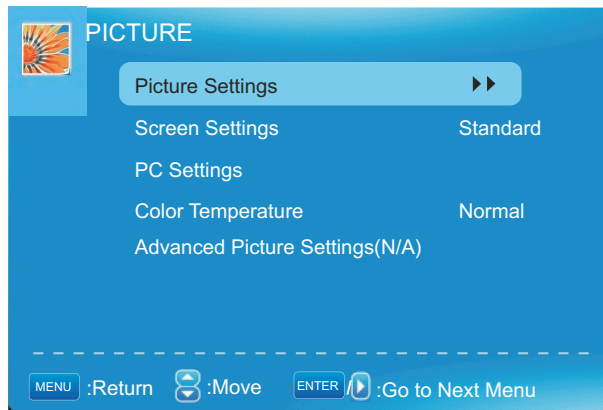 PICTURE
Picture Settings
Screen Settings Standard
PC Settings
Color Temperature Normal
Advanced Picture Settings(N/A)
MENU :Return :Move ENTER / :Go to Next Menu